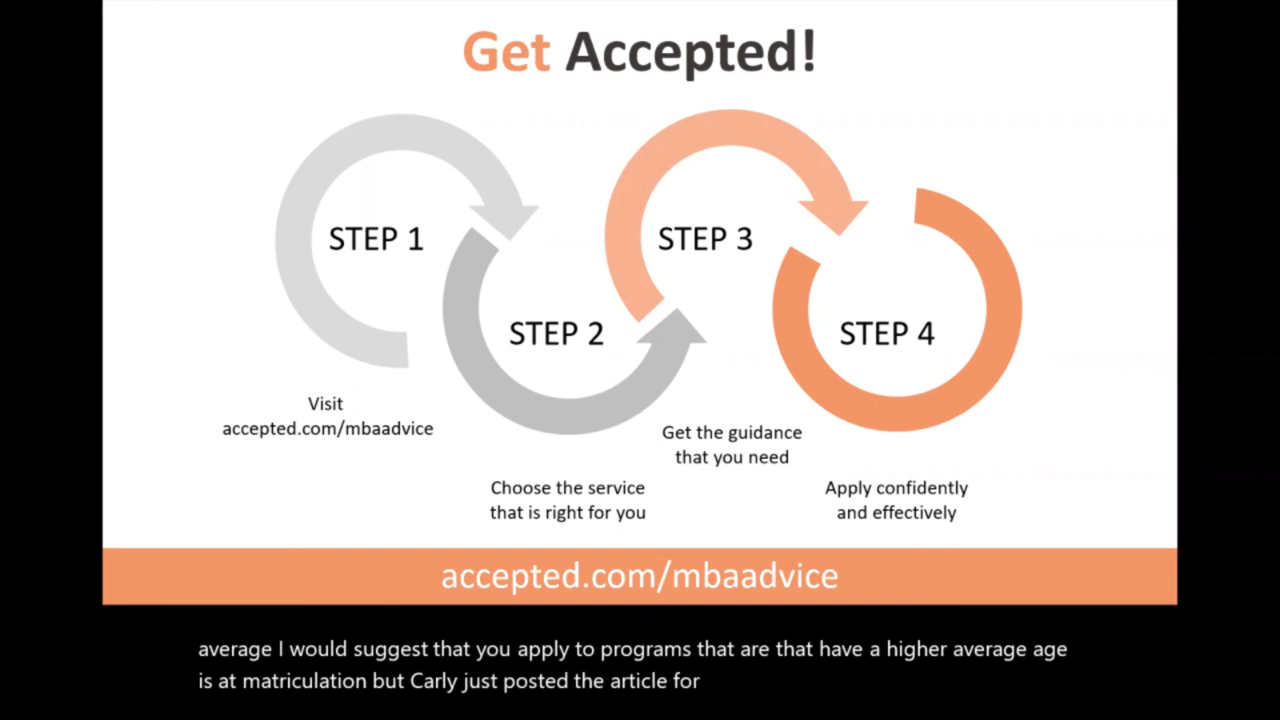 Get Accepted!
STEP 1
STEP 3
STEP 2
STEP 4
Visit
accepted.com/mbaadvice
Get the guidance
that you need
Choose the service
that is right for you
Apply confidently
and effectively
accepted.com/mbaadvice
average I would suggest that you apply to programs that are that have a higher average age
is at matriculation but Carly just posted the article for